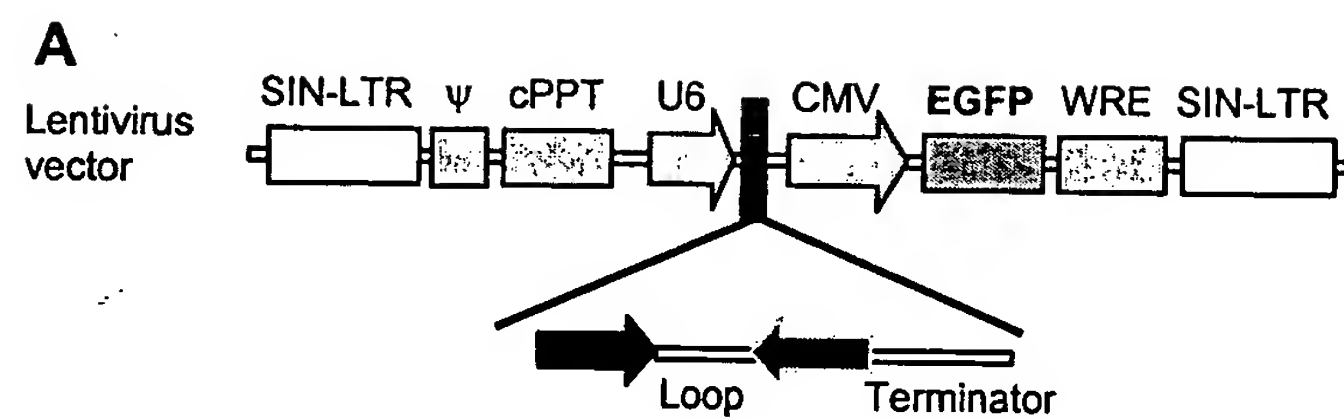 A
Lentivirus
vector
SIN-LTR ψ cPPT U6 CMV EGFP WRE SIN-LTR
Loop Terminator